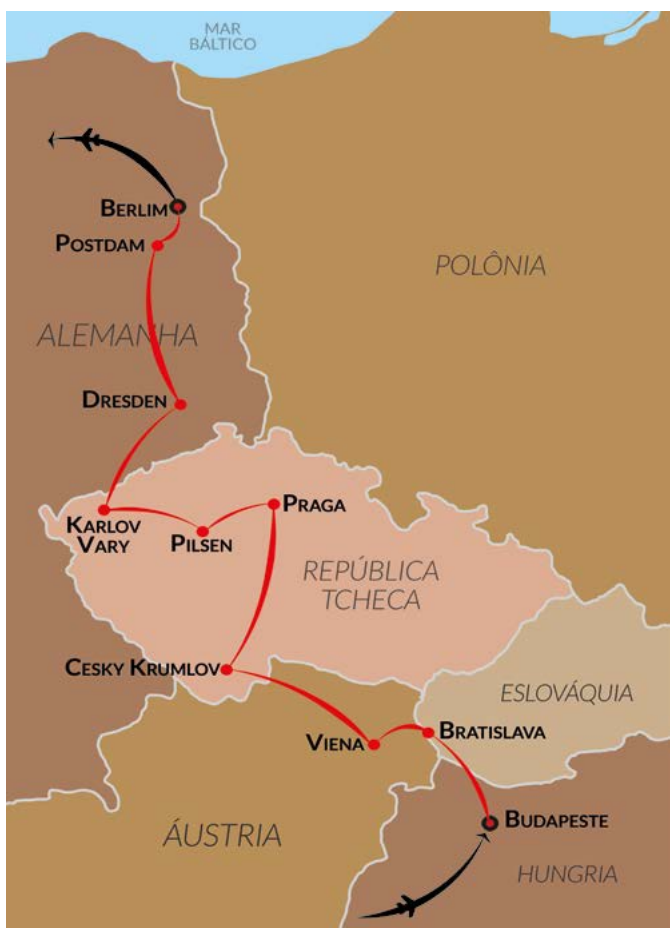 MAR
BÁLTICO
BERLIM
POSTDAM
POLÔNIA
ALEMANHA
DRESDEN
KARLOV
VARY
PILSEN
PRAGA
REPÚBLICA
TCHECA
CESKY KRUMLOV
ESLOVÁQUIA
VIENA
BRATISLAVA
ÁUSTRIA
BUDAPESTE
HUNGRIA